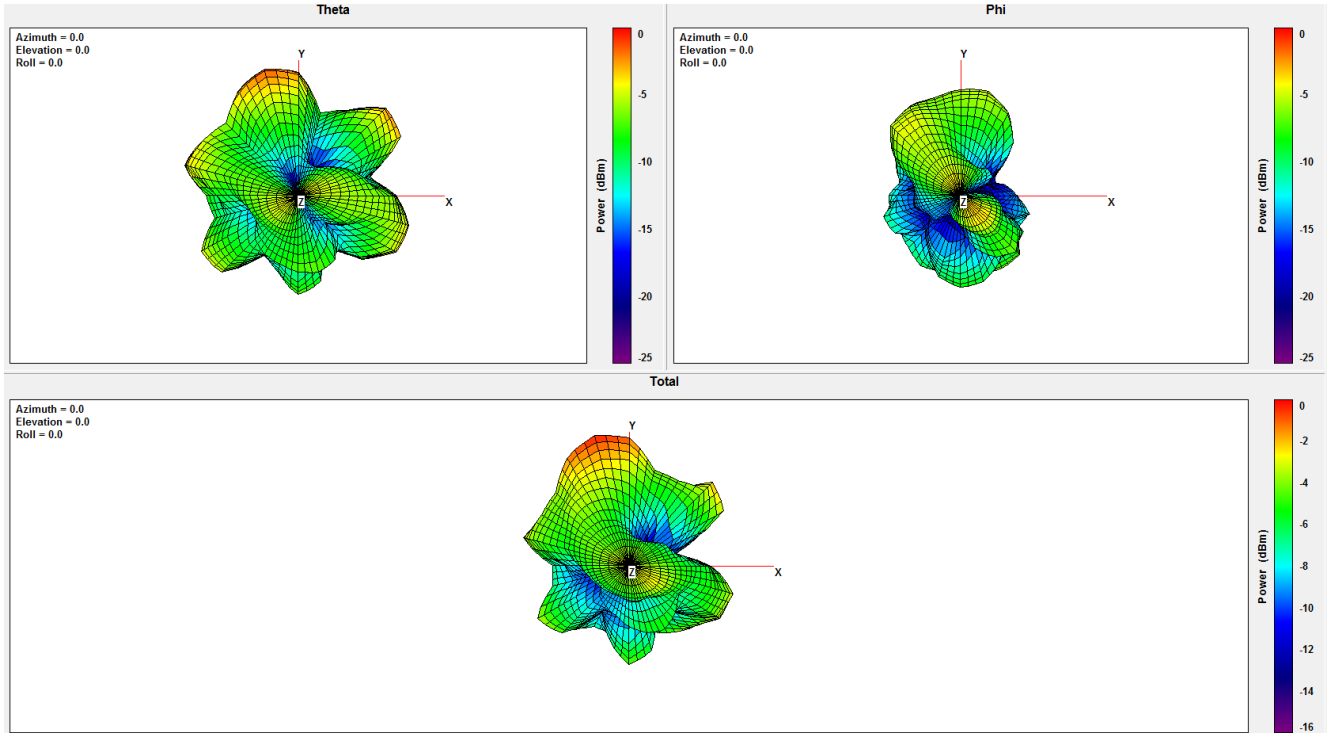 Theta
Azimuth = 0.0
Elevation = 0.0
Roll = 0.0
Y
X
Z
0
-5
-10
-15
-20
-25
Power (dBm)
Phi
Azimuth = 0.0
Elevation = 0.0
Roll = 0.0
Y
X
Z
0
-5
-10
-15
-20
-25
Power (dBm)
Total
Azimuth = 0.0
Elevation = 0.0
Roll = 0.0
Y
X
Z
0
-2
-4
-6
-8
-10
-12
-14
-16
Power (dBm)